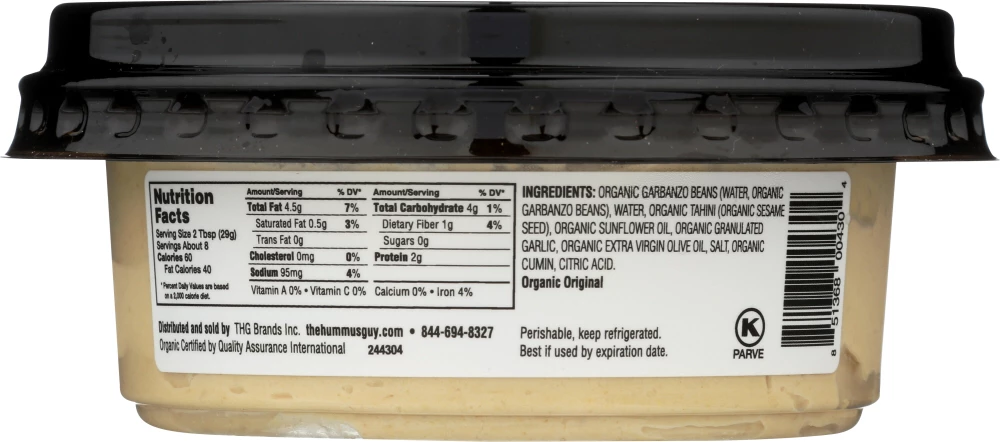 Nutrition
Facts
Serving Size 2 Tbsp (29g)
Servings About 8
Calories 60
Fat Calories 40
*Percent Daily Values are based
on a 2,000 calorie diet.
Amount/Serving % DV*
Total Fat 4.5g 7%
Saturated Fat 0.5g 3%
Trans Fat 0g
Cholesterol 0mg 0%
Sodium 95mg 4%
Amount/Serving % DV*
Total Carbohydrate 4g 1%
Dietary Fiber 1g 4%
Sugars 0g
Protein 2g
Vitamin A 0% • Vitamin C 0% Calcium 0% • Iron 4%
INGREDIENTS: ORGANIC GARBANZO BEANS (WATER, ORGANIC
GARBANZO BEANS), WATER, ORGANIC TAHINI (ORGANIC SESAME
SEED), ORGANIC SUNFLOWER OIL, ORGANIC GRANULATED
GARLIC, ORGANIC EXTRA VIRGIN OLIVE OIL, SALT, ORGANIC
CUMIN, CITRIC ACID.
Organic Original
Distributed and sold by THG Brands Inc. thehummusguy.com • 844-694-8327
Organic Certified by Quality Assurance International 244304
Perishable, keep refrigerated.
Best if used by expiration date.
K
PARVE
8 51368 00430 4